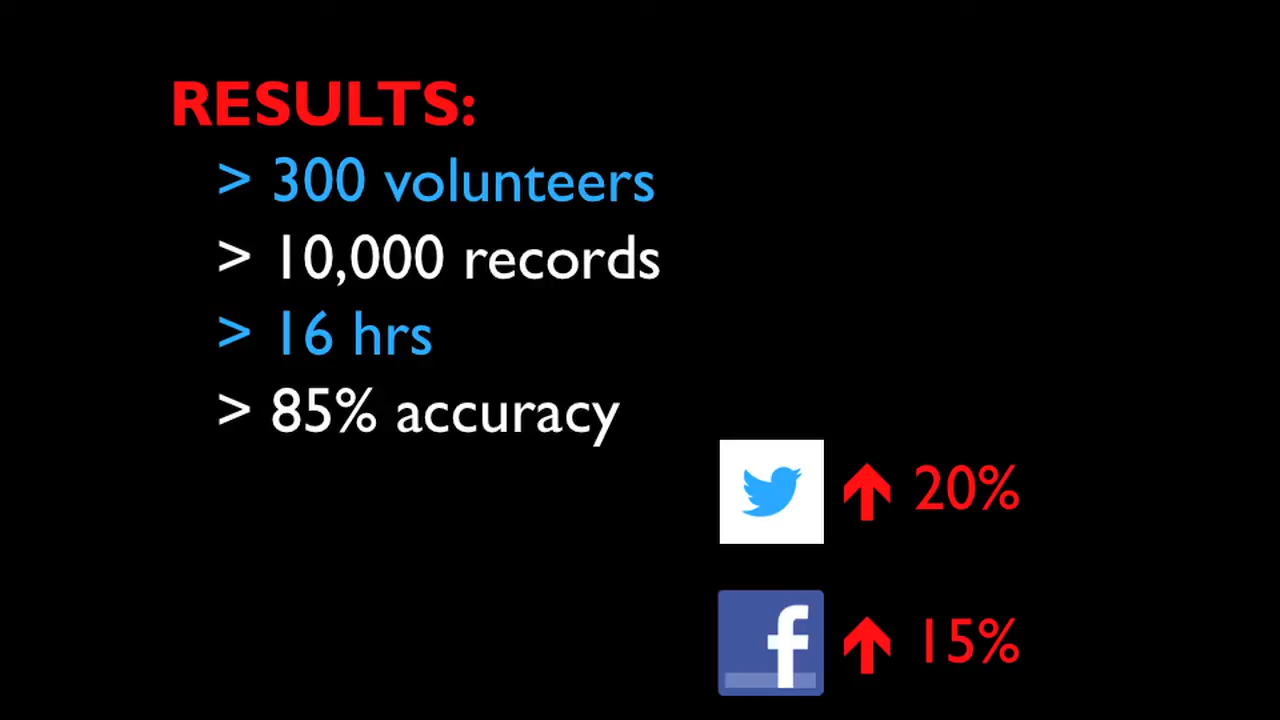 RESULTS:
> 300 volunteers
> 10,000 records
> 16 hrs
> 85% accuracy
20%
f
15%